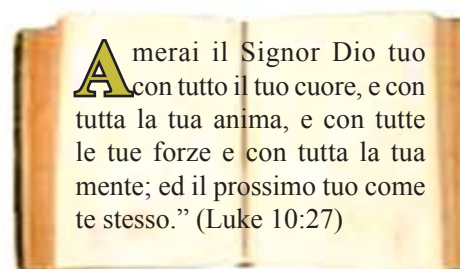 Amerai il Signor Dio tuo
con tutto il tuo cuore, e con
tutta la tua anima, e con tutte
le tue forze e con tutta la tua
mente; ed il prossimo tuo come
te stesso.” (Luke 10:27)